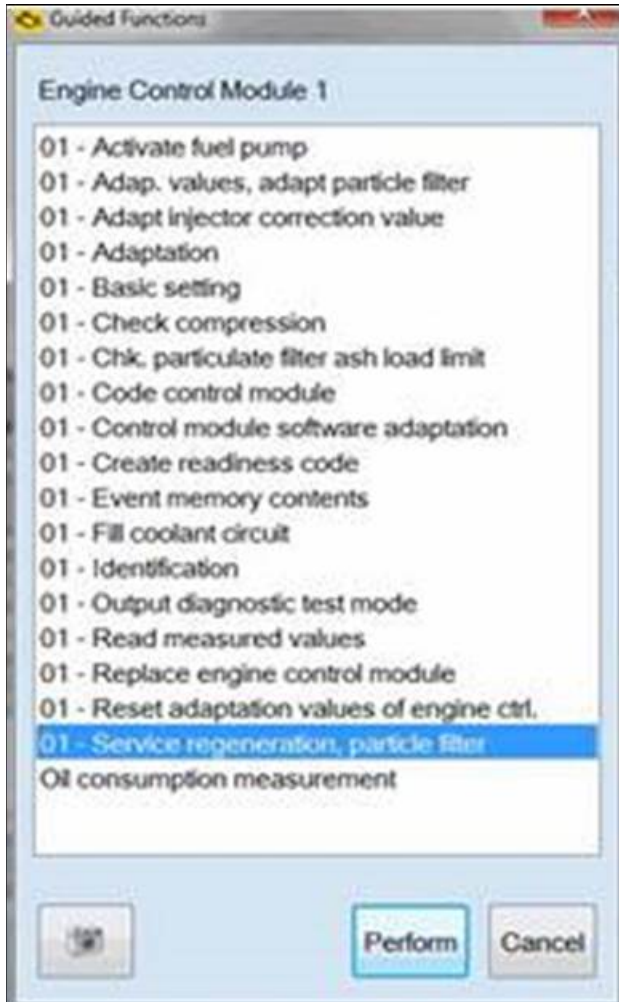 Guided Functions
Engine Control Module 1
01 - Activate fuel pump
01 - Adap. values, adapt particle filter
01 - Adapt injector correction value
01 - Adaptation
01 - Basic setting
01 - Check compression
01 - Chk. particulate filter ash load limit
01 - Code control module
01 - Control module software adaptation
01 - Create readiness code
01 - Event memory contents
01 - Fill coolant circuit
01 - Identification
01 - Output diagnostic test mode
01 - Read measured values
01 - Replace engine control module
01 - Reset adaptation values of engine ctrl.
01 - Service regeneration, particle filter
Oil consumption measurement
Perform Cancel